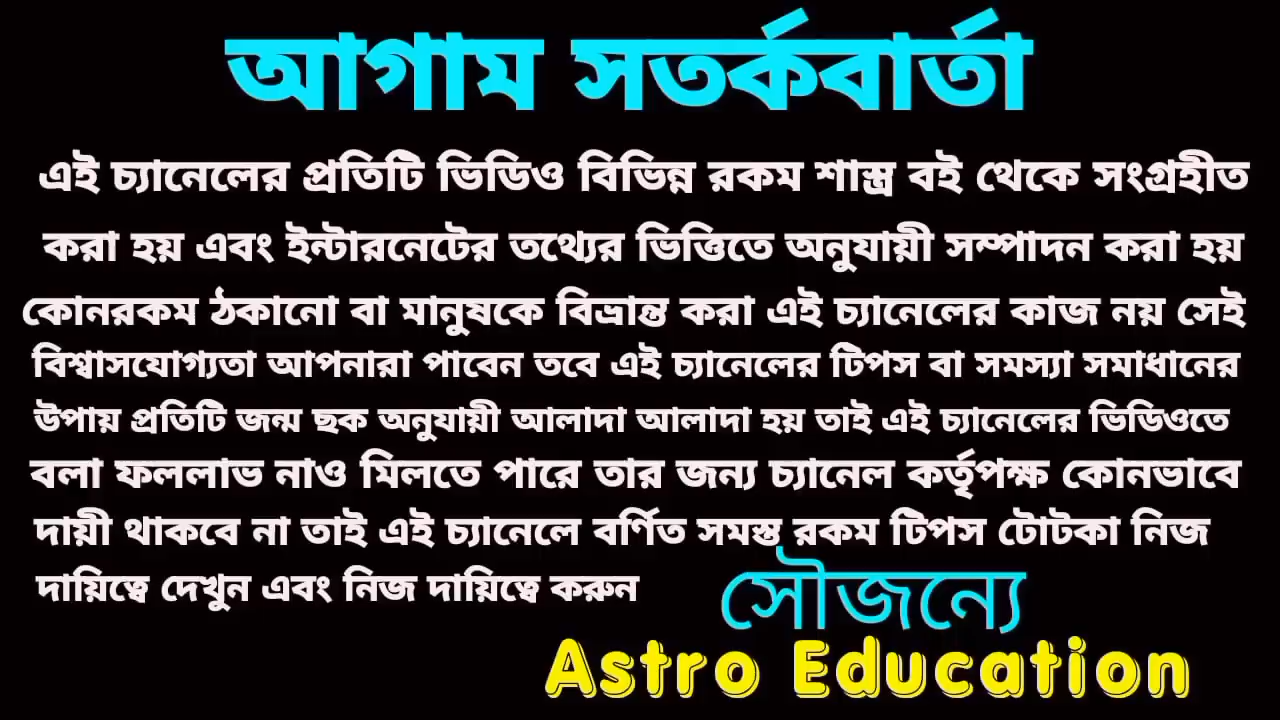 আগাম সতর্কবার্তা
এই চ্যানেলের প্রতিটি ভিডিও বিভিন্ন রকম শাস্ত্র বই থেকে সংগ্রহীত
করা হয় এবং ইন্টারনেটের তথ্যের ভিত্তিতে অনুযায়ী সম্পাদন করা হয়
কোনরকম ঠকানো বা মানুষকে বিভ্রান্ত করা এই চ্যানেলের কাজ নয় সেই
বিশ্বাসযোগ্যতা আপনারা পাবেন তবে এই চ্যানেলের টিপস বা সমস্যা সমাধানের
উপায় প্রতিটি জন্ম ছক অনুযায়ী আলাদা আলাদা হয় তাই এই চ্যানেলের ভিডিওতে
বলা ফললাভ নাও মিলতে পারে তার জন্য চ্যানেল কর্তৃপক্ষ কোনভাবে
দায়ী থাকবে না তাই এই চ্যানেলে বর্ণিত সমস্ত রকম টিপস টোটকা নিজ
দায়িত্বে দেখুন এবং নিজ দায়িত্বে করুন
সৌজন্যে
Astro Education